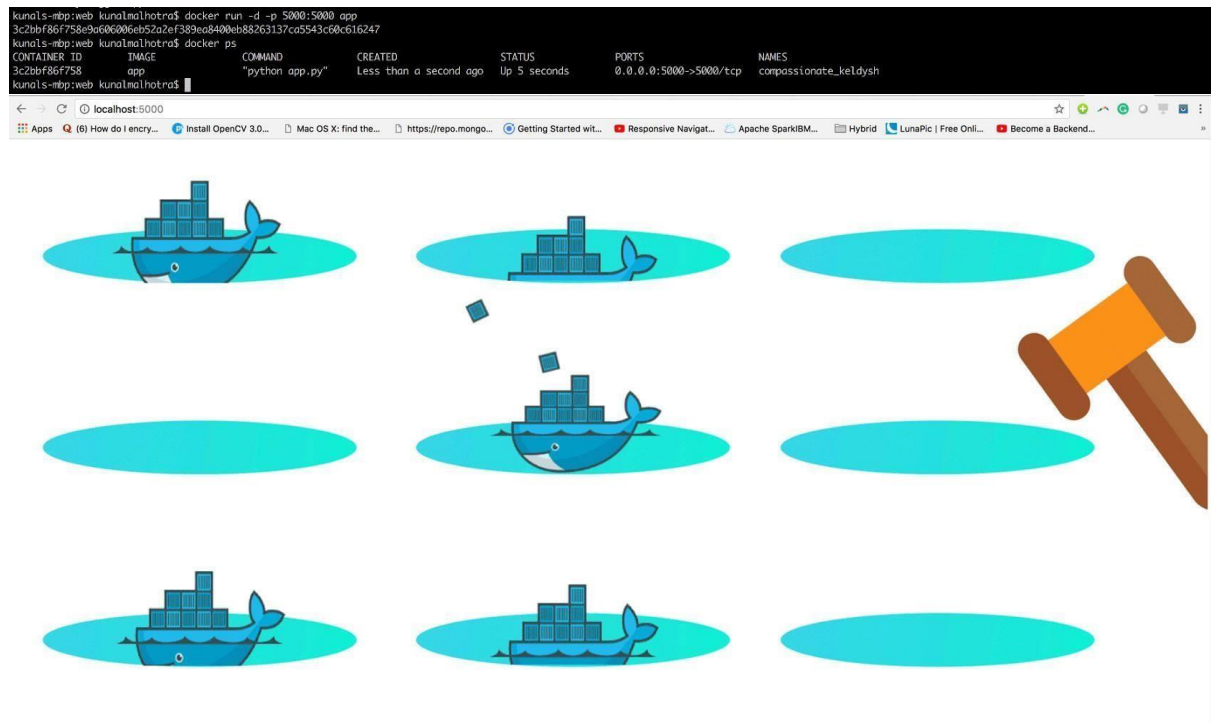 kunals-mbp:web kunalmalhotra$ docker run -d -p 5000:5000 app
3c2bbf86f758e9a606006eb52a2ef389ea8400eb88263137ca5543c60c616247
kunals-mbp:web kunalmalhotra$ docker ps
CONTAINER ID IMAGE COMMAND CREATED STATUS PORTS NAMES
3c2bbf86f758 app "python app.py" Less than a second ago Up 5 seconds 0.0.0.0:5000->5000/tcp compassionate_keldysh
kunals-mbp:web kunalmalhotra$
localhost:5000
Apps (6) How do I encry... Install OpenCV 3.0... Mac OS X: find the... https://repo.mongo... Getting Started wit... Responsive Navigat... Apache SparkIBM... Hybrid LunaPic | Free Onli... Become a Backend... »